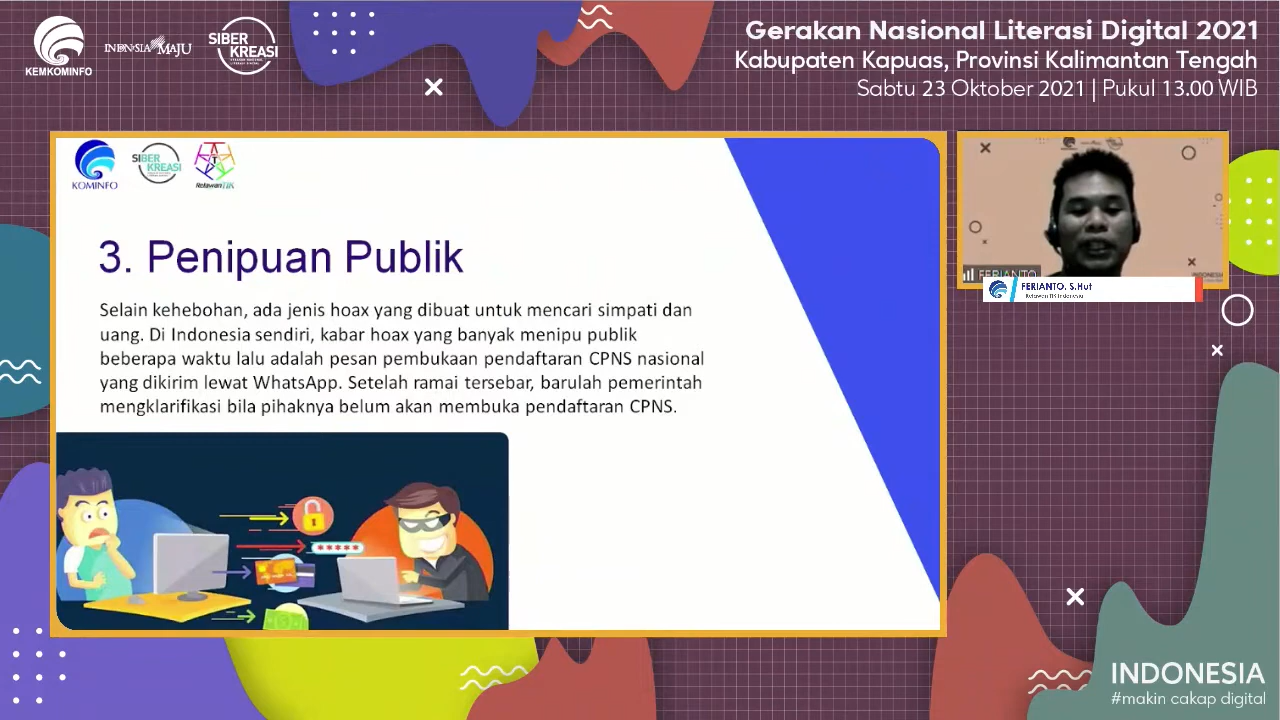 KEMKOMINFO
INDONESIA MAJU
SIBER
KREASI
Gerakan Nasional Literasi Digital 2021
Kabupaten Kapuas, Provinsi Kalimantan Tengah
Sabtu 23 Oktober 2021 | Pukul 13.00 WIB
KOMINFO
SIBER
KREASI
RelawanTIK
3. Penipuan Publik
Selain kehebohan, ada jenis hoax yang dibuat untuk mencari simpati dan
uang. Di Indonesia sendiri, kabar hoax yang banyak menipu publik
beberapa waktu lalu adalah pesan pembukaan pendaftaran CPNS nasional
yang dikirim lewat WhatsApp. Setelah ramai tersebar, barulah pemerintah
mengklarifikasi bila pihaknya belum akan membuka pendaftaran CPNS.
*****
FERIANTO
FERIANTO, S.Hut
Relawan TIK Indonesia
INDONESIA
#makin cakap digital